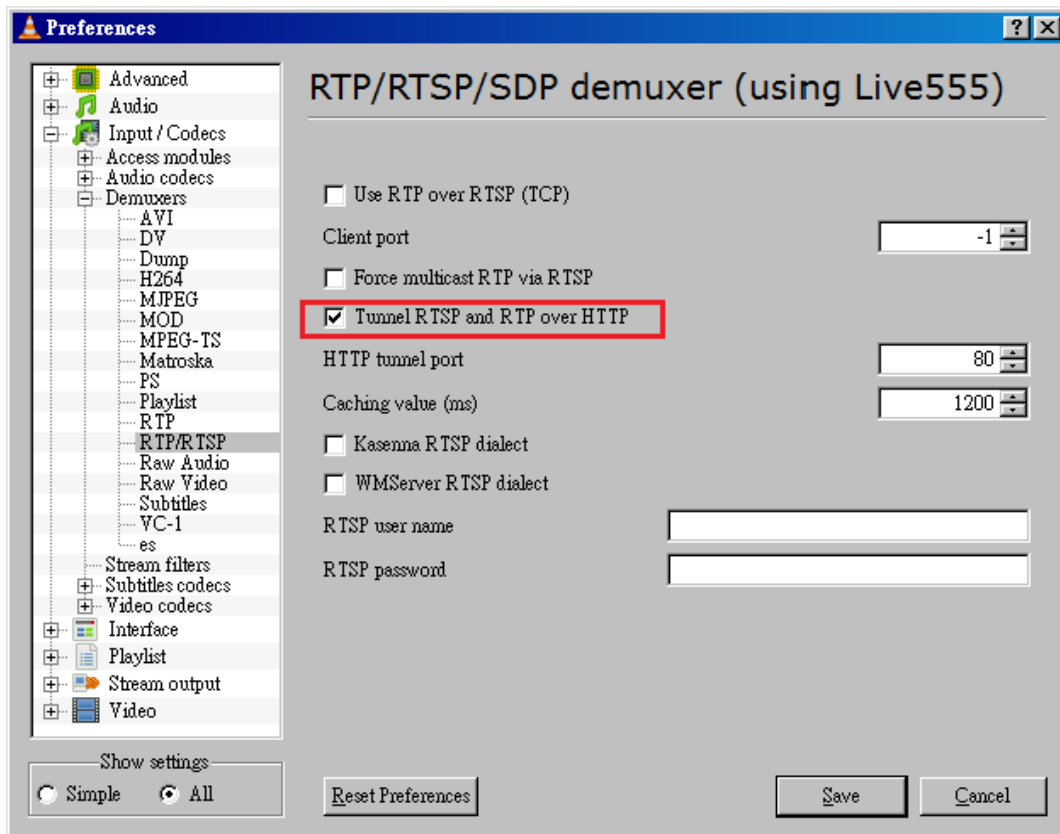 Preferences
Advanced
Audio
Input / Codecs
Access modules
Audio codecs
Demuxers
AVI
DV
Dump
H264
MJPEG
MOD
MPEG-TS
Matroska
PS
Playlist
RTP
RTP/RTSP
Raw Audio
Raw Video
Subtitles
VC-1
es
Stream filters
Subtitles codecs
Video codecs
Interface
Playlist
Stream output
Video
Show settings
Simple All
RTP/RTSP/SDP demuxer (using Live555)
Use RTP over RTSP (TCP)
Client port -1
Force multicast RTP via RTSP
Tunnel RTSP and RTP over HTTP
HTTP tunnel port 80
Caching value (ms) 1200
Kasenna RTSP dialect
WMServer RTSP dialect
RTSP user name
RTSP password
Reset Preferences Save Cancel